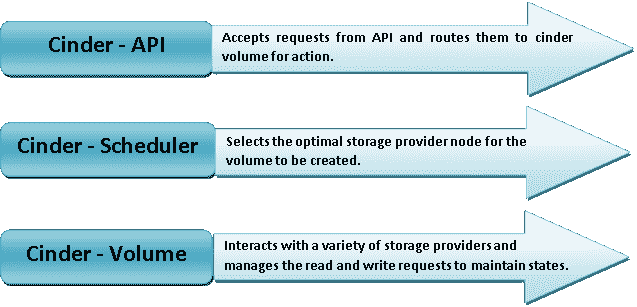 Cinder - API
Accepts requests from API and routes them to cinder
volume for action.
Cinder - Scheduler
Selects the optimal storage provider node for the
volume to be created.
Cinder - Volume
Interacts with a variety of storage providers and
manages the read and write requests to maintain states.